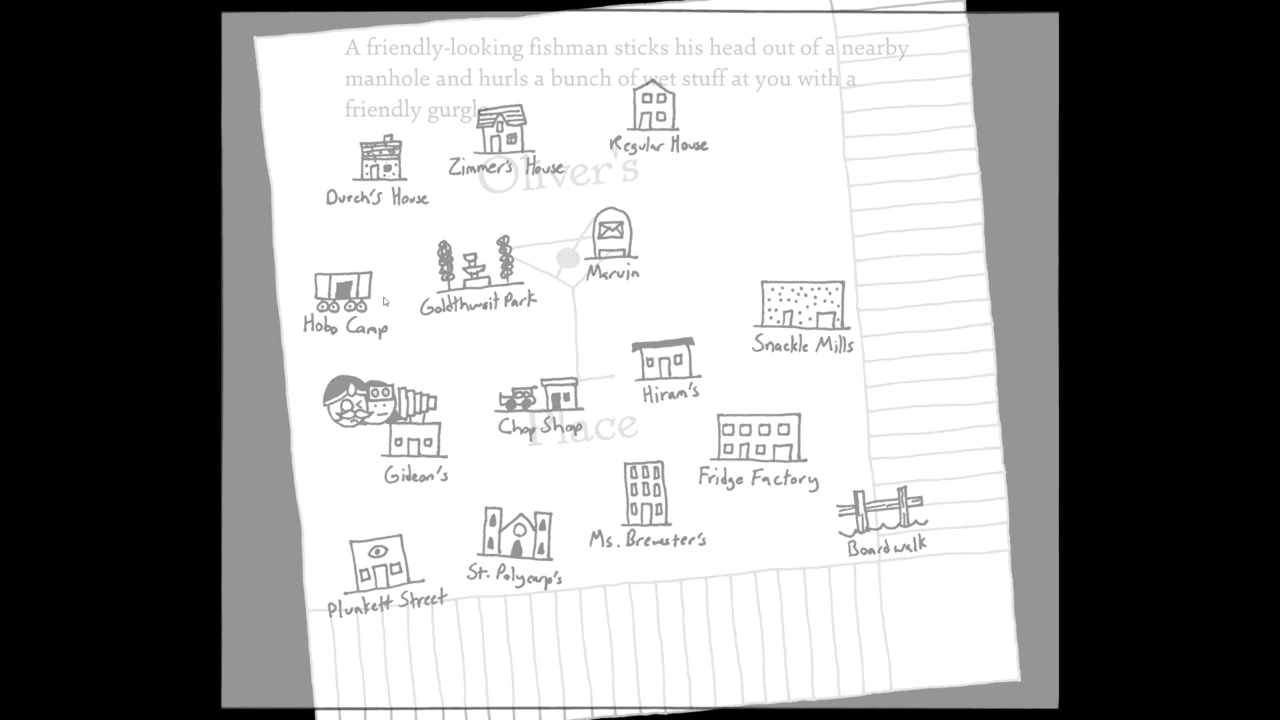 A friendly-looking fishman sticks his head out of a nearby
manhole and hurls a bunch of wet stuff at you with a
friendly gurgle
Regular House
Zimmer's House
Oliver's
Durch's House
Marvin
Goldthwait Park
Hobo Camp
Snackle Mills
Hiram's
Chop Shop
Place
Gideon's
Fridge Factory
Ms. Brewster's
Boardwalk
St. Polycarp's
Plunkett Street